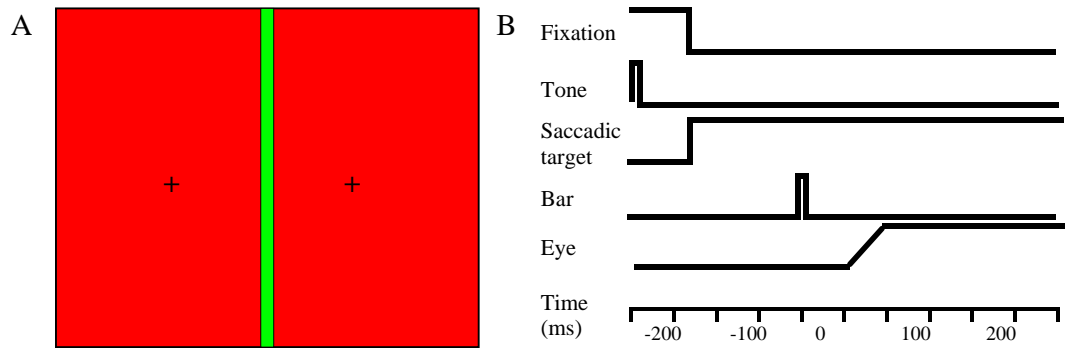 A
B
Fixation
Tone
Saccadic
target
Bar
Eye
Time
(ms)
-200 -100 0 100 200